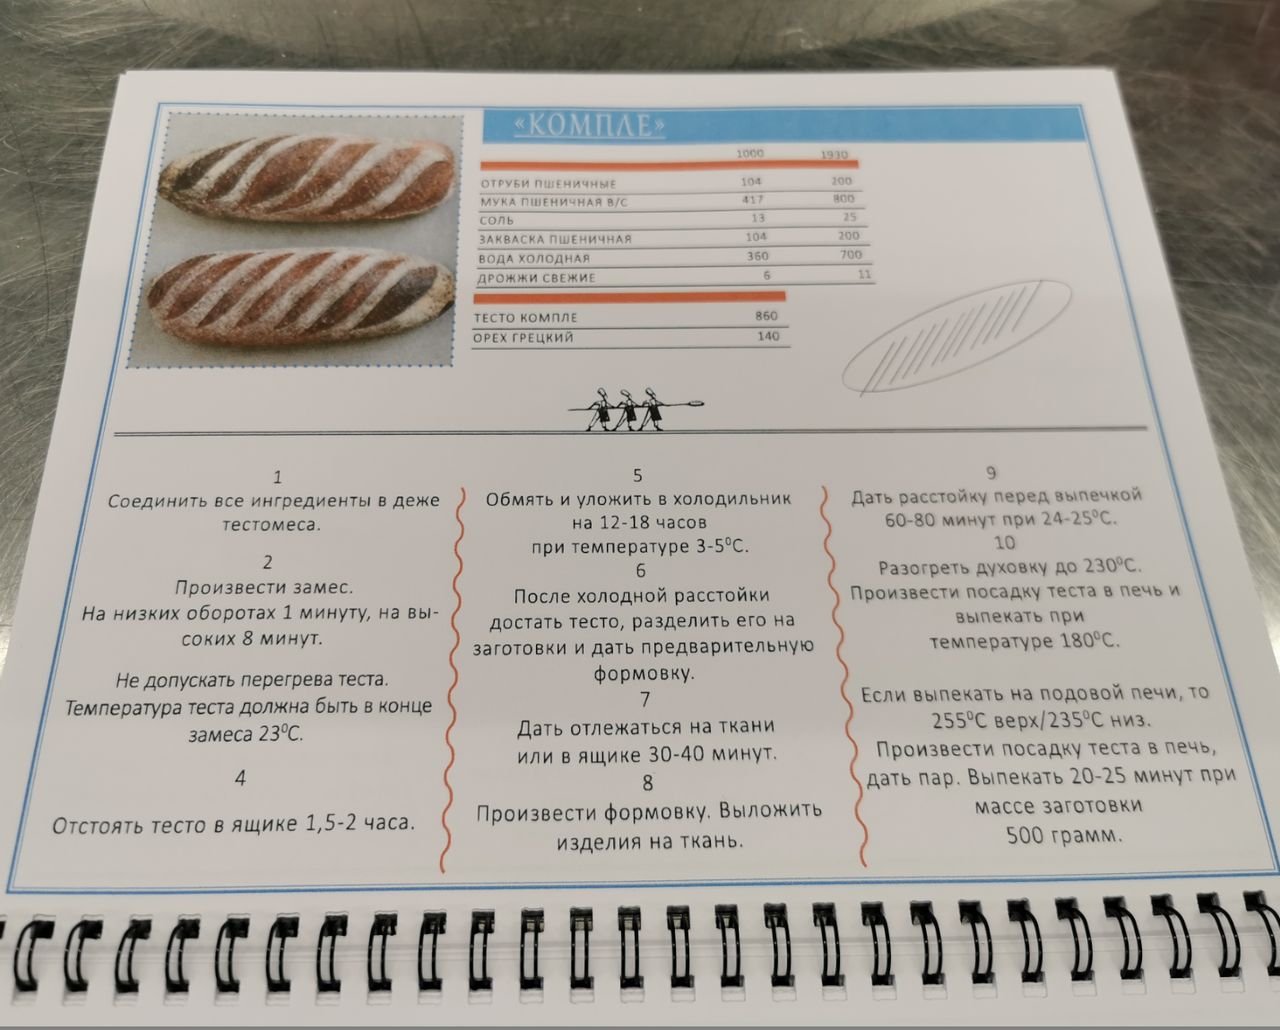 «КОМПЛЕ»
1000 1930
ОТРУБИ ПШЕНИЧНЫЕ 104 200
МУКА ПШЕНИЧНАЯ В/С 417 800
СОЛЬ 13 25
ЗАКВАСКА ПШЕНИЧНАЯ 104 200
ВОДА ХОЛОДНАЯ 360 700
ДРОЖЖИ СВЕЖИЕ 6 11
ТЕСТО КОМПЛЕ 860
ОРЕХ ГРЕЦКИЙ 140
1
Соединить все ингредиенты в деже
тестомеса.
2
Произвести замес.
На низких оборотах 1 минуту, на вы-
соких 8 минут.
Не допускать перегрева теста.
Температура теста должна быть в конце
замеса 23⁰С.
4
Отстоять тесто в ящике 1,5-2 часа.
5
Обмять и уложить в холодильник
на 12-18 часов
при температуре 3-5⁰С.
6
После холодной расстойки
достать тесто, разделить его на
заготовки и дать предварительную
формовку.
7
Дать отлежаться на ткани
или в ящике 30-40 минут.
8
Произвести формовку. Выложить
изделия на ткань.
9
Дать расстойку перед выпечкой
60-80 минут при 24-25⁰С.
10
Разогреть духовку до 230⁰С.
Произвести посадку теста в печь и
выпекать при
температуре 180⁰С.
Если выпекать на подовой печи, то
255⁰С верх/235⁰С низ.
Произвести посадку теста в печь,
дать пар. Выпекать 20-25 минут при
массе заготовки
500 грамм.